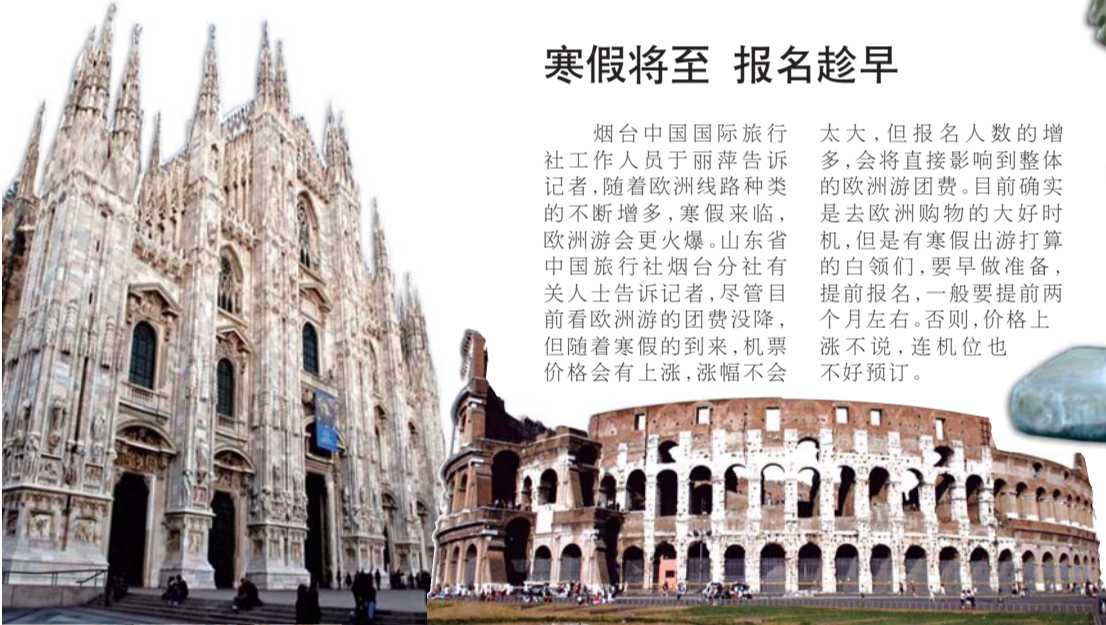 寒假将至 报名趁早
烟台中国国际旅行
社工作人员于丽萍告诉
记者,随着欧洲线路种类
的不断增多,寒假来临,
欧洲游会更火爆。山东省
中国旅行社烟台分社有
关人士告诉记者,尽管目
前看欧洲游的团费没降,
但随着寒假的到来,机票
价格会有上涨,涨幅不会
太大,但报名人数的增
多,会将直接影响到整体
的欧洲游团费。目前确实
是去欧洲购物的大好时
机,但是有寒假出游打算
的白领们,要早做准备,
提前报名,一般要提前两
个月左右。否则,价格上
涨不说,连机位也
不好预订。